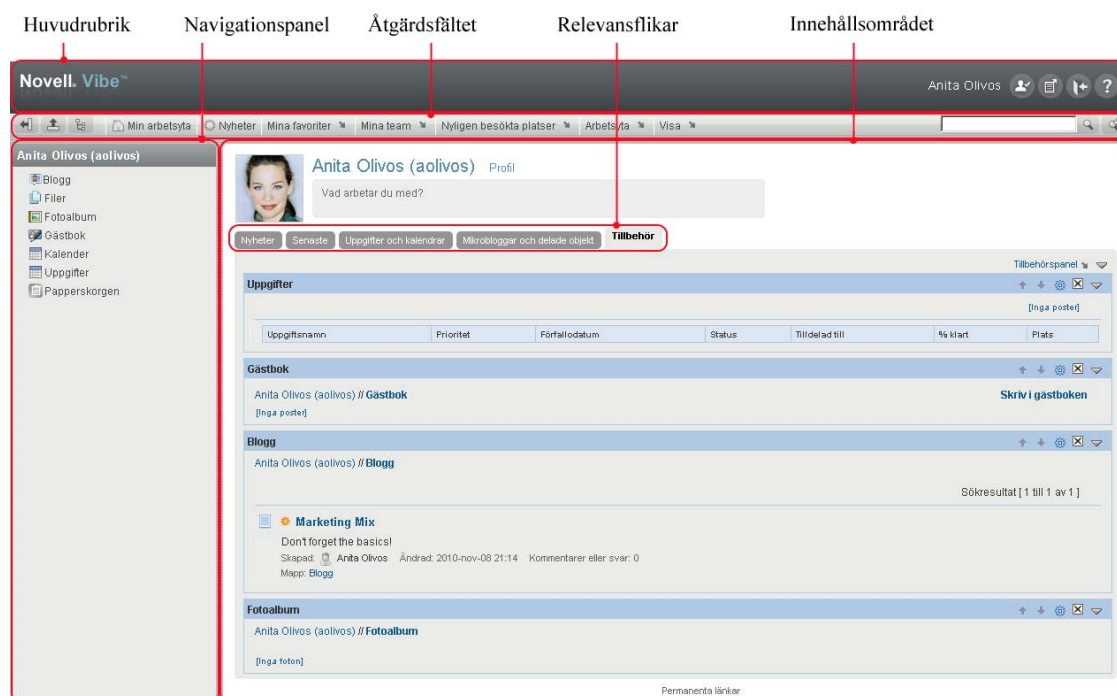 Huvudrubrik Navigationspanel Åtgärdsfältet Relevansflikar Innehållsområdet
Novell. Vibe™ Anita Olivos ?
Min arbetsyta Nyheter Mina favoriter Mina team Nyligen besökta platser Arbetsyta Visa
Anita Olivos (aolivos)
Blogg
Filer
Fotoalbum
Gästbok
Kalender
Uppgifter
Papperskorgen
Anita Olivos (aolivos) Profil
Vad arbetar du med?
Nyheter Senaste Uppgifter och kalendrar Mikrobloggar och delade objekt Tillbehör
Tillbehörspanel
Uppgifter
[Inga poster]
Uppgiftsnamn Prioritet Förfallodatum Status Tilldelad till % klart Plats
Gästbok
Anita Olivos (aolivos) // Gästbok Skriv i gästboken
[Inga poster]
Blogg
Anita Olivos (aolivos) // Blogg
Sökresultat [ 1 till 1 av 1 ]
Marketing Mix
Don't forget the basics!
Skapad: Anita Olivos Ändrad: 2010-nov-08 21:14 Kommentarer eller svar: 0
Mapp: Blogg
Fotoalbum
Anita Olivos (aolivos) // Fotoalbum
[Inga foton]
Permanenta länkar